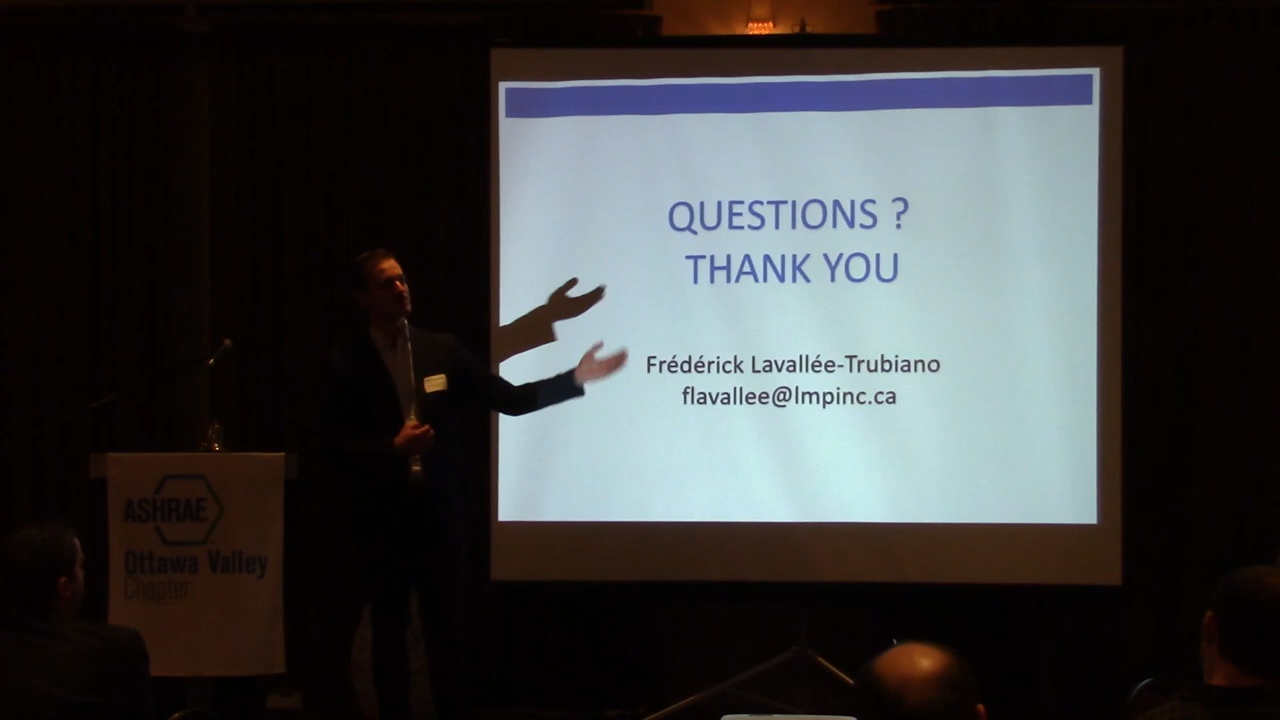 QUESTIONS ?
THANK YOU
Frédérick Lavallée-Trubiano
flavallee@lmpinc.ca
ASHRAE
Ottawa Valley
Chapter